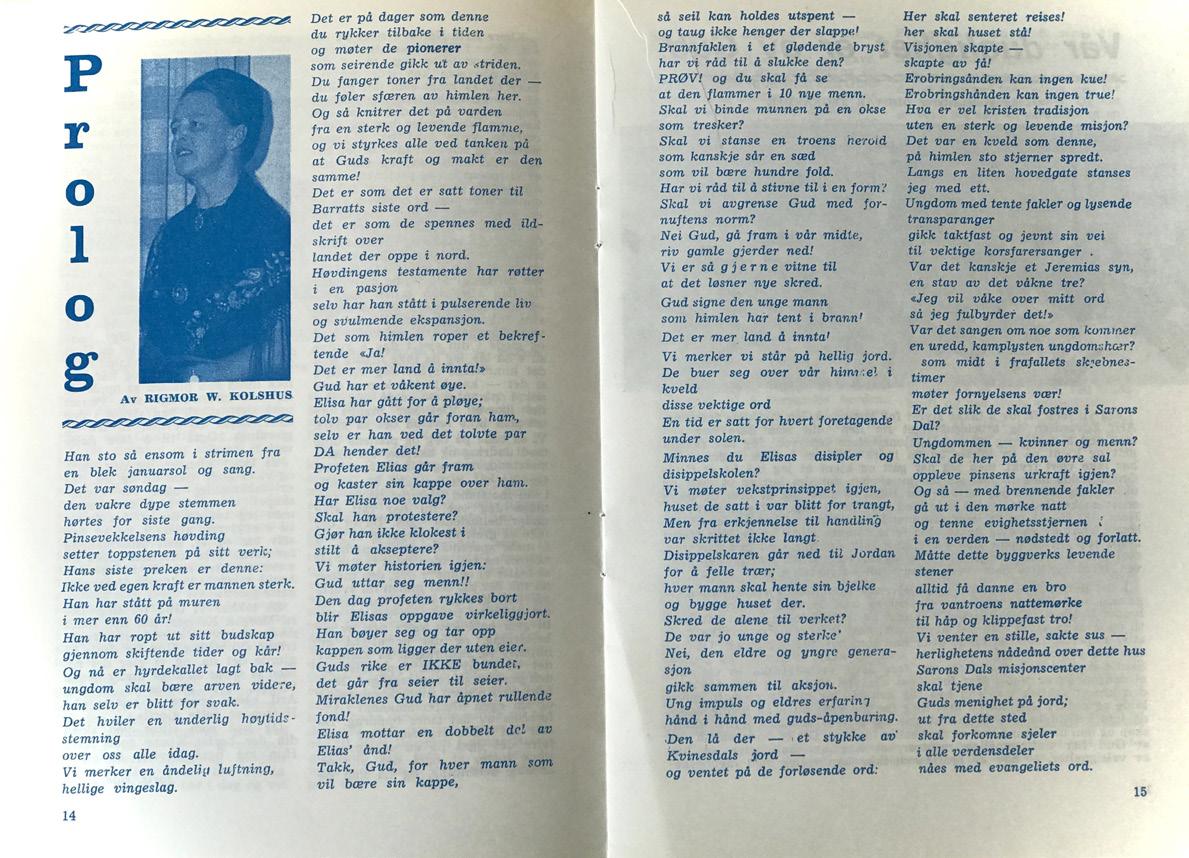 Prolog
Av RIGMOR W. KOLSHUS
Han sto så ensom i strimen fra
en blek januarsol og sang.
Det var søndag —
den vakre dype stemmen
hørtes for siste gang.
Pinsevekkelsens høvding
setter toppstenen på sitt verk;
Hans siste preken er denne:
Ikke ved egen kraft er mannen sterk.
Han har stått på muren
i mer enn 60 år!
Han har ropt ut sitt budskap
gjennom skiftende tider og kår!
Og nå er hyrdekallet lagt bak —
ungdom skal bære arven videre,
han selv er blitt for svak.
Det hviler en underlig høytids-
stemning
over oss alle idag.
Vi merker en åndelig luftning,
hellige vingeslag.
14
Det er på dager som denne
du rykker tilbake i tiden
og møter de pionerer
som seirende gikk ut av striden.
Du fanger toner fra landet der —
du føler sfæren av himlen her.
Og så knitrer det på varden
fra en sterk og levende flamme,
og vi styrkes alle ved tanken på
at Guds kraft og makt er den
samme!
Det er som det er satt toner til
Barratts siste ord —
det er som de spennes med ild-
skrift over
landet der oppe i nord.
Høvdingens testamente har røtter
i en pasjon
selv har han stått i pulserende liv
og svulmende ekspansjon.
Det som himlen roper et bekref-
tende «Ja!
Det er mer land å innta!»
Gud har et våkent øye.
Elisa har gått for å pløye;
tolv par okser går foran ham,
selv er han ved det tolvte par
DA hender det!
Profeten Elias går fram
og kaster sin kappe over ham.
Har Elisa noe valg?
Skal han protestere?
Gjør han ikke klokest i
stilt å akseptere?
Vi møter historien igjen:
Gud uttar seg menn!!
Den dag profeten rykkes bort
blir Elisas oppgave virkeliggjort.
Han bøyer seg og tar opp
kappen som ligger der uten eier.
Guds rike er IKKE bundet,
det går fra seier til seier.
Miraklenes Gud har åpnet rullende
fond!
Elisa mottar en dobbelt del av
Elias' ånd!
Takk, Gud, for hver mann som
vil bære sin kappe,
så seil kan holdes utspent —
og taug ikke henger der slappe!
Brannfaklen i et glødende bryst
har vi råd til å slukke den?
PRØV! og du skal få se
at den flammer i 10 nye menn.
Skal vi binde munnen på en okse
som tresker?
Skal vi stanse en troens herold
som kanskje sår en sæd
som vil bære hundre fold.
Har vi råd til å stivne til i en form?
Skal vi avgrense Gud med for-
nuftens norm?
Nei Gud, gå fram i vår midte,
riv gamle gjerder ned!
Vi er så gjerne vitne til
at det løsner nye skred.
Gud signe den unge mann
som himlen har tent i brann!
Det er mer land å innta!
Vi merker vi står på hellig jord.
De buer seg over vår himmel i
kveld
disse vektige ord
En tid er satt for hvert foretagende
under solen.
Minnes du Elisas disipler og
disippelskolen?
Vi møter vekstprinsippet igjen,
huset de satt i var blitt for trangt,
Men fra erkjennelse til handling
var skrittet ikke langt.
Disippelskaren går ned til Jordan
for å felle trær;
hver mann skal hente sin bjelke
og bygge huset der.
Skred de alene til verket?
De var jo unge og sterke!
Nei, den eldre og yngre genera-
sjon
gikk sammen til aksjon.
Ung impuls og eldres erfaring
hånd i hånd med guds-åpenbaring.
Den lå der — et stykke av
Kvinesdals jord —
og ventet på de forløsende ord:
Her skal senteret reises!
her skal huset stå!
Visjonen skapte —
skapte av få!
Erobringsånden kan ingen kue!
Erobringshånden kan ingen true!
Hva er vel kristen tradisjon
uten en sterk og levende misjon?
Det var en kveld som denne,
på himlen sto stjerner spredt.
Langs en liten hovedgate stanses
jeg med ett.
Ungdom med tente fakler og lysende
transparanger
gikk taktfast og jevnt sin vei
til vektige korsfarersanger .
Var det kanskje et Jeremias syn,
en stav av det våkne tre?
«Jeg vil våke over mitt ord
så jeg fulbyrder det!»
Var det sangen om noe som kommer
en uredd, kamplysten ungdomshær?
som midt i frafallets skjebnes-
timer
møter fornyelsens vær!
Er det slik de skal fostres i Sarons
Dal?
Ungdommen — kvinner og menn?
Skal de her på den øvre sal
oppleve pinsens urkraft igjen?
Og så — med brennende fakler
gå ut i den mørke natt
og tenne evighetsstjernen
i en verden — nødstedt og forlatt.
Måtte dette byggverks levende
stener
alltid få danne en bro
fra vantroens nattemørke
til håp og klippefast tro!
Vi venter en stille, sakte sus —
herlighetens nådeånd over dette hus
Sarons Dals misjonscenter
skal tjene
Guds menighet på jord;
ut fra dette sted
skal forkomne sjeler
i alle verdensdeler
nåes med evangeliets ord.
15